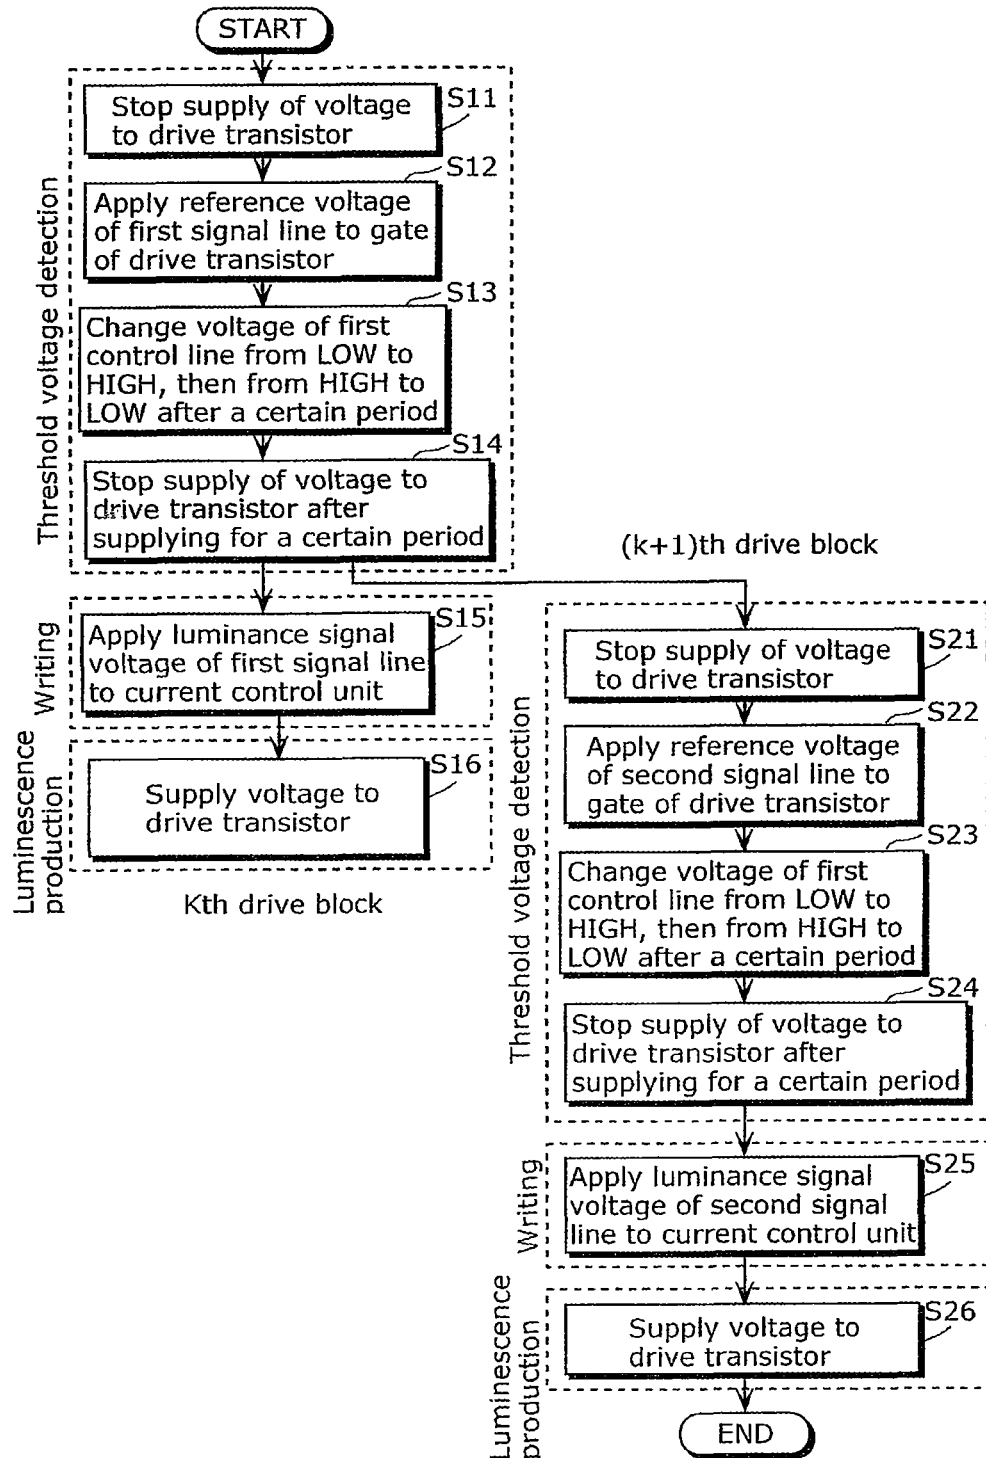 START
Threshold voltage detection
S11
Stop supply of voltage
to drive transistor
S12
Apply reference voltage
of first signal line to gate
of drive transistor
S13
Change voltage of first
control line from LOW to
HIGH, then from HIGH to
LOW after a certain period
S14
Stop supply of voltage to
drive transistor after
supplying for a certain period
Writing
S15
Apply luminance signal
voltage of first signal line
to current control unit
Luminescence
production
S16
Supply voltage to
drive transistor
Kth drive block
(k+1)th drive block
Threshold voltage detection
S21
Stop supply of voltage
to drive transistor
S22
Apply reference voltage
of second signal line to
gate of drive transistor
S23
Change voltage of first
control line from LOW to
HIGH, then from HIGH to
LOW after a certain period
S24
Stop supply of voltage to
drive transistor after
supplying for a certain period
Writing
S25
Apply luminance signal
voltage of second signal
line to current control unit
Luminescence
production
S26
Supply voltage to
drive transistor
END